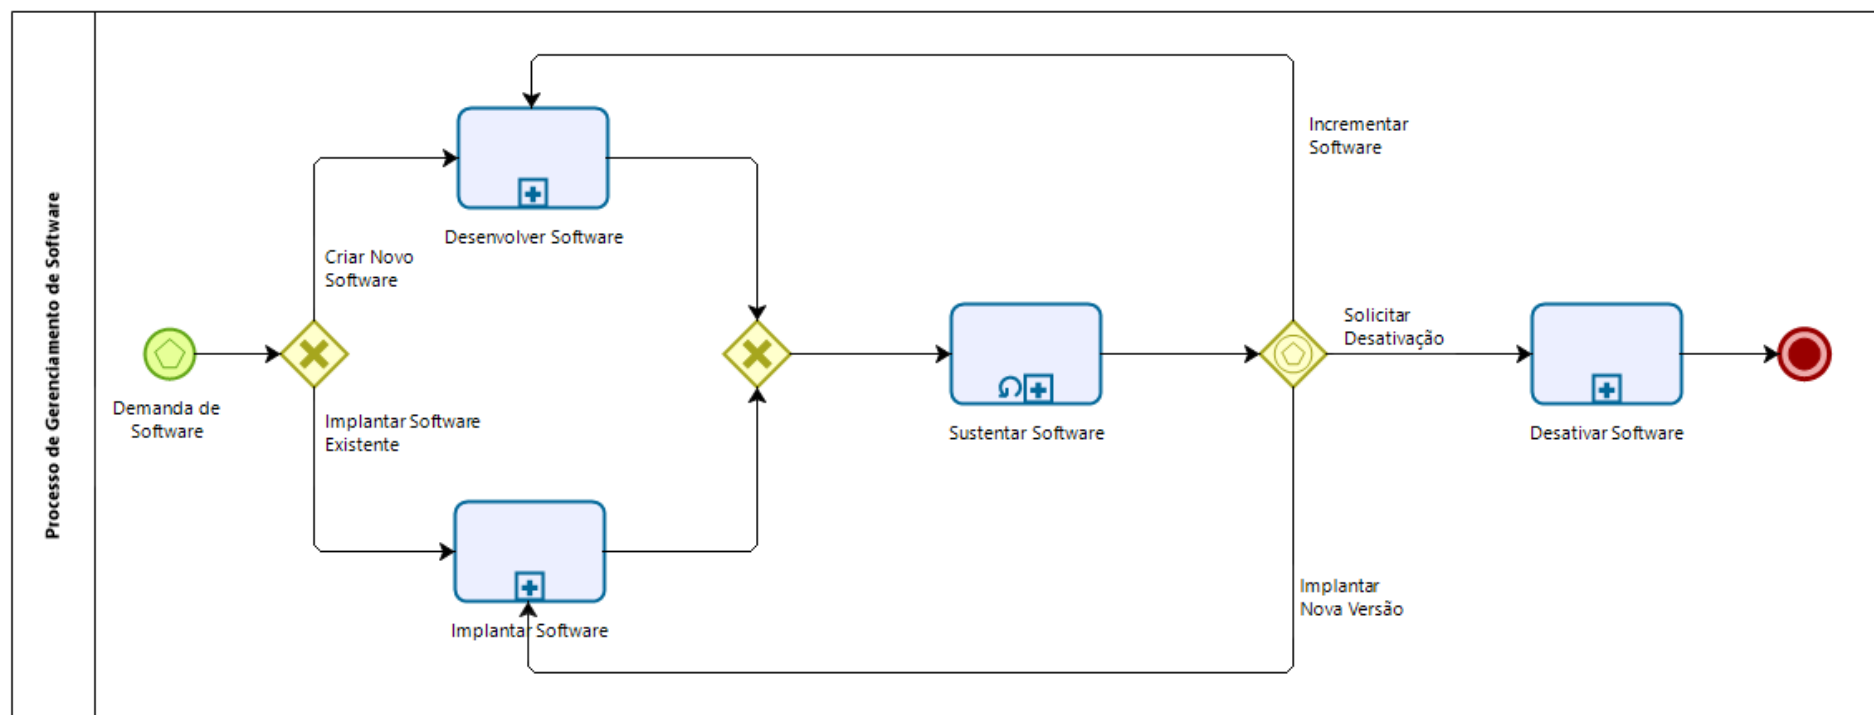 Processo de Gerenciamento de Software
Demanda de
Software
Criar Novo
Software
Implantar Software
Existente
Desenvolver Software
Implantar Software
Sustentar Software
Incrementar
Software
Solicitar
Desativação
Implantar
Nova Versão
Desativar Software